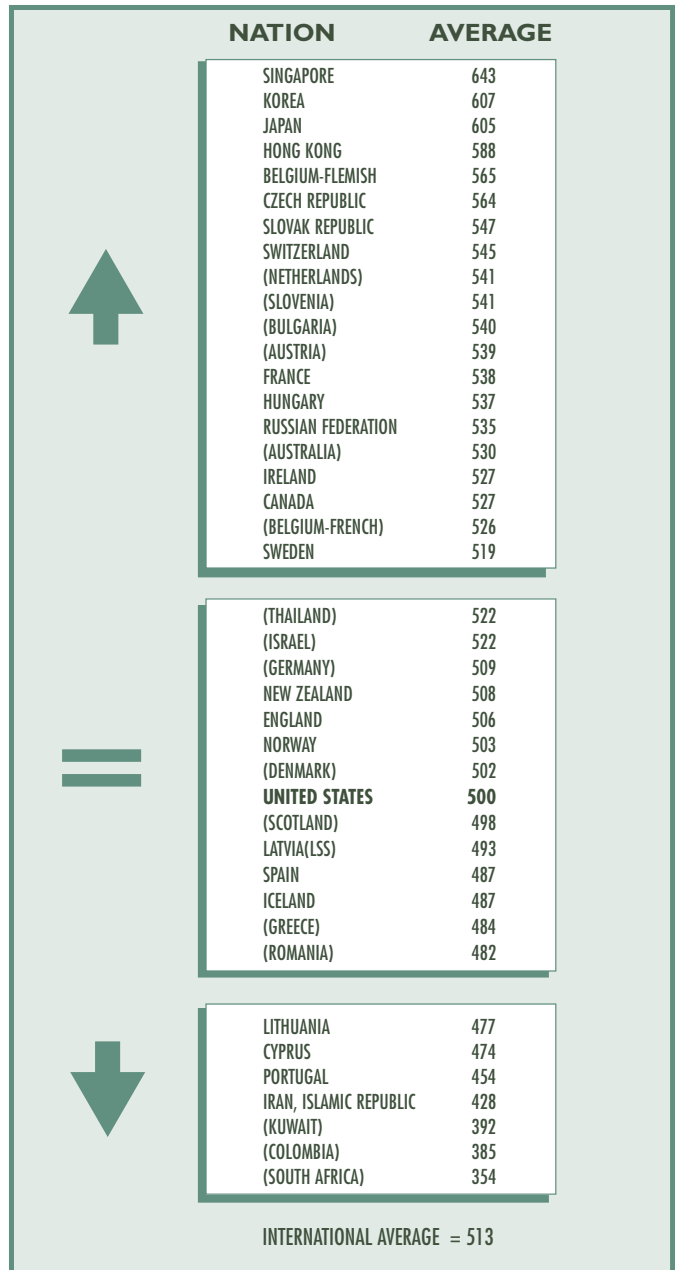 NATION AVERAGE
SINGAPORE 643
KOREA 607
JAPAN 605
HONG KONG 588
BELGIUM-FLEMISH 565
CZECH REPUBLIC 564
SLOVAK REPUBLIC 547
SWITZERLAND 545
(NETHERLANDS) 541
(SLOVENIA) 541
(BULGARIA) 540
(AUSTRIA) 539
FRANCE 538
HUNGARY 537
RUSSIAN FEDERATION 535
(AUSTRALIA) 530
IRELAND 527
CANADA 527
(BELGIUM-FRENCH) 526
SWEDEN 519
(THAILAND) 522
(ISRAEL) 522
(GERMANY) 509
NEW ZEALAND 508
ENGLAND 506
NORWAY 503
(DENMARK) 502
UNITED STATES 500
(SCOTLAND) 498
LATVIA(LSS) 493
SPAIN 487
ICELAND 487
(GREECE) 484
(ROMANIA) 482
LITHUANIA 477
CYPRUS 474
PORTUGAL 454
IRAN, ISLAMIC REPUBLIC 428
(KUWAIT) 392
(COLOMBIA) 385
(SOUTH AFRICA) 354
INTERNATIONAL AVERAGE = 513